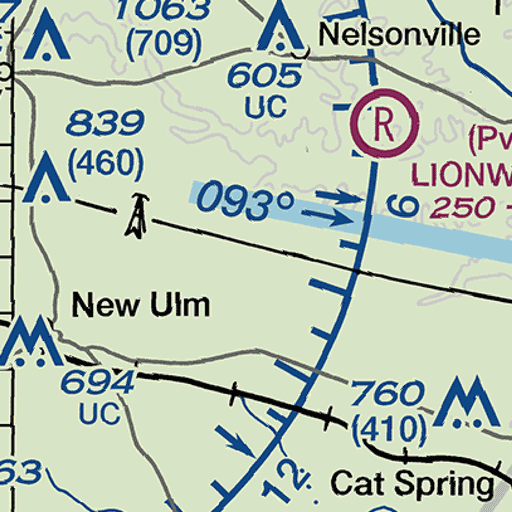 1063
(709)
Nelsonville
605
UC
R
839
(460)
(Pv
LIONW
093°
9
250 -
New Ulm
694
UC
760
(410)
63
12
Cat Spring